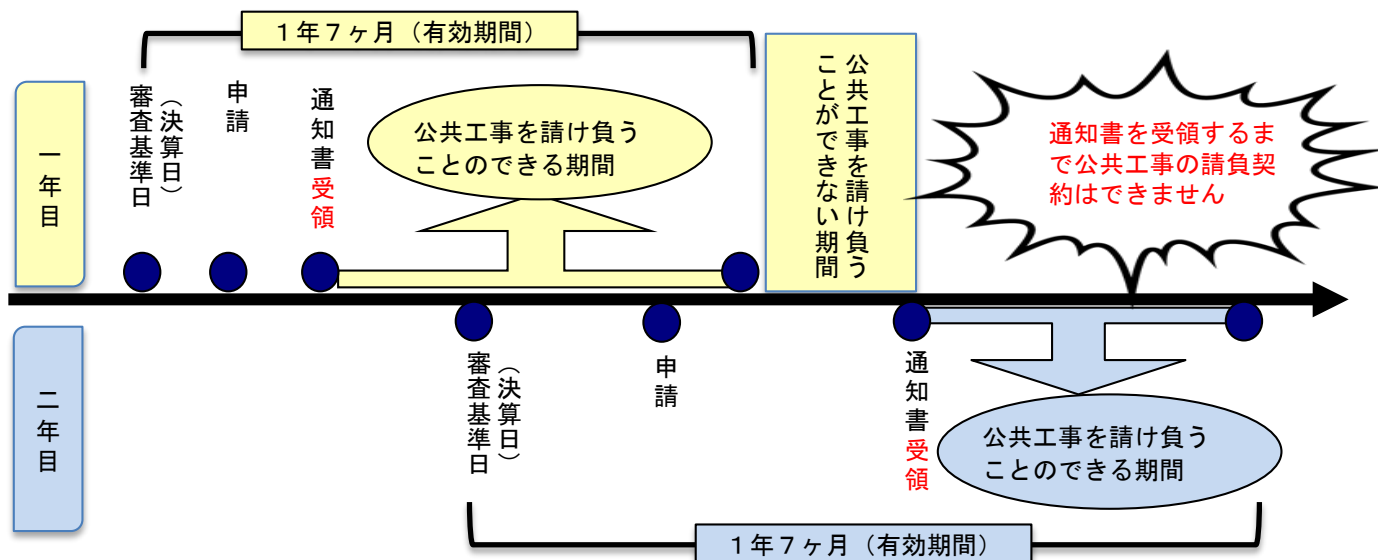 1年7ヶ月（有効期間）
一年目
審査基準日
（決算日）
申請
通知書受領
公共工事を請け負う
ことのできる期間
公共工事を請け負う
ことができない期間
通知書を受領するま
で公共工事の請負契
約はできません
二年目
審査基準日
（決算日）
申請
通知書受領
公共工事を請け負う
ことのできる期間
1年7ヶ月（有効期間）